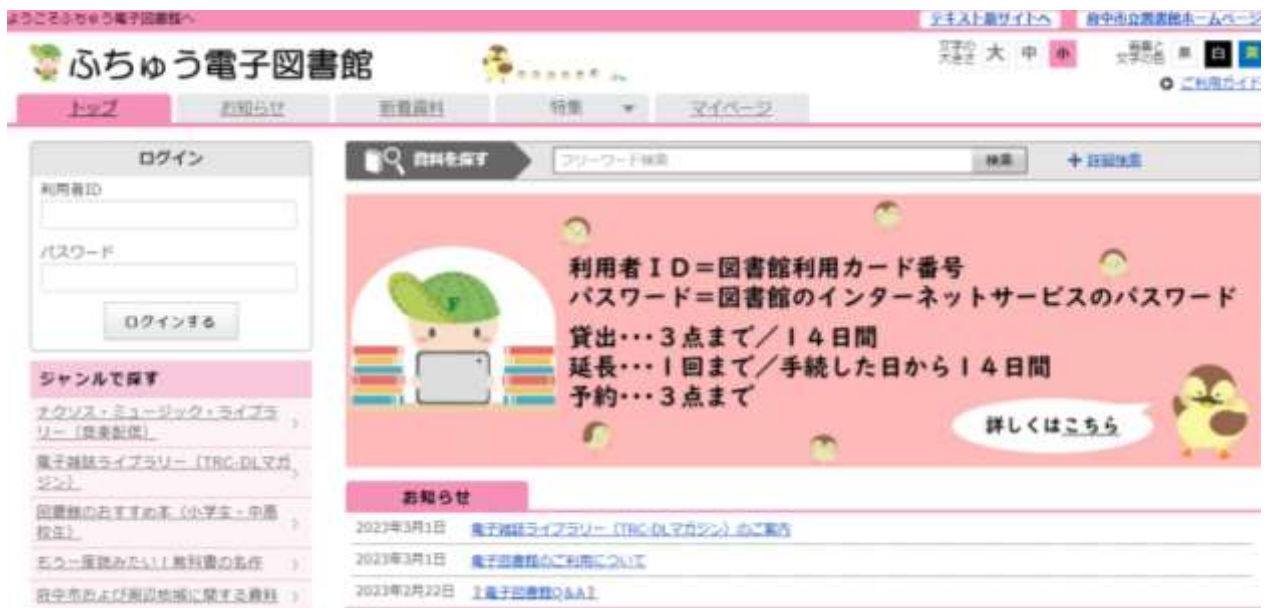 ようこそふちゅう電子図書館へ
テキスト版サイトへ
府中市立図書館ホームページ
ふちゅう電子図書館
文字の大きさ 大 中 小
背景と文字の色 黒 白 黄
ご利用ガイド
トップ
お知らせ
新着資料
特集
マイページ
ログイン
利用者ID
パスワード
ログインする
資料を探す
フリーワード検索
検索
詳細検索
利用者ID=図書館利用カード番号
パスワード=図書館のインターネットサービスのパスワード
貸出・・・3点まで/14日間
延長・・・1回まで/手続した日から14日間
予約・・・3点まで
詳しくはこちら
F
ジャンルで探す
ナクソス・ミュージック・ライブラ
リー(音楽配信)
電子雑誌ライブラリー(TRC-DLマガ
ジン)
図書館のおすすめ本(小学生・中高
校生)
もう一度読みたい!教科書の名作
府中市および周辺地域に関する資料
お知らせ
2023年3月1日 電子雑誌ライブラリー(TRC-DLマガジン)のご案内
2023年3月1日 電子図書館のご利用について
2023年2月22日 【電子図書館Q&A】